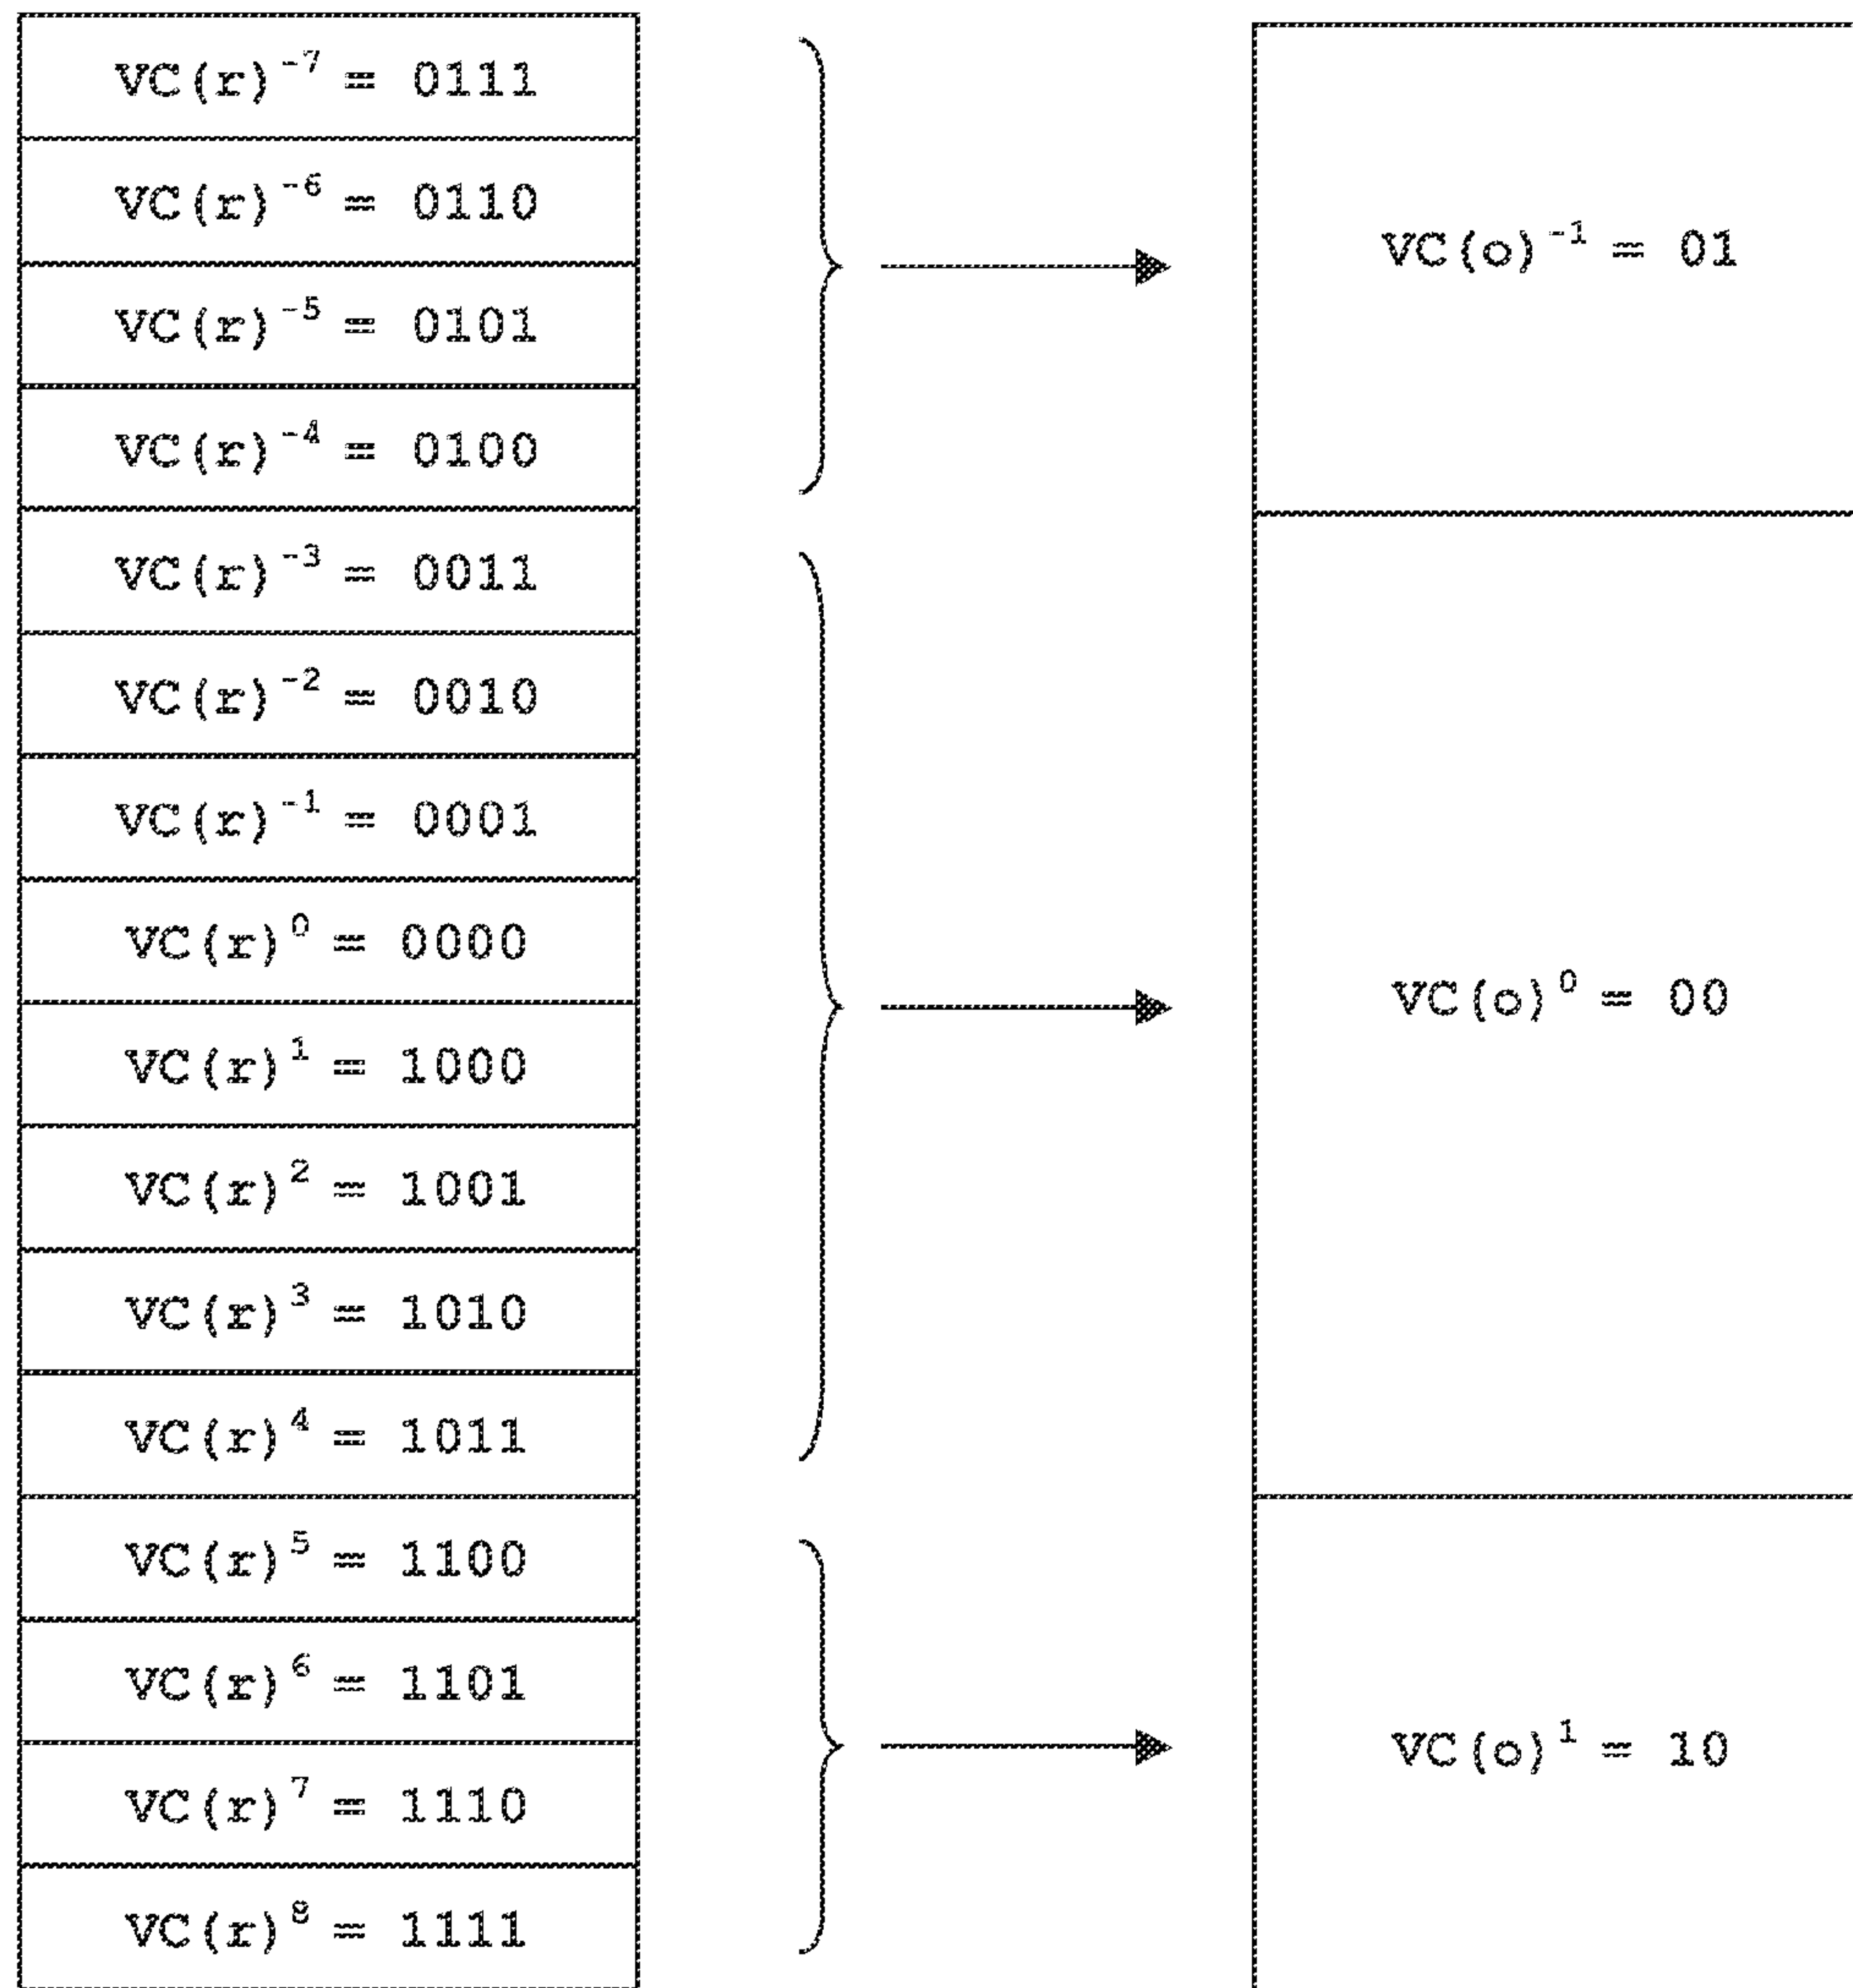 VC(r)⁻⁷ = 0111
VC(r)⁻⁶ = 0110
VC(r)⁻⁵ = 0101
VC(r)⁻⁴ = 0100
VC(r)⁻³ = 0011
VC(r)⁻² = 0010
VC(r)⁻¹ = 0001
VC(r)⁰ = 0000
VC(r)¹ = 1000
VC(r)² = 1001
VC(r)³ = 1010
VC(r)⁴ = 1011
VC(r)⁵ = 1100
VC(r)⁶ = 1101
VC(r)⁷ = 1110
VC(r)⁸ = 1111
VC(o)⁻¹ = 01
VC(o)⁰ = 00
VC(o)¹ = 10